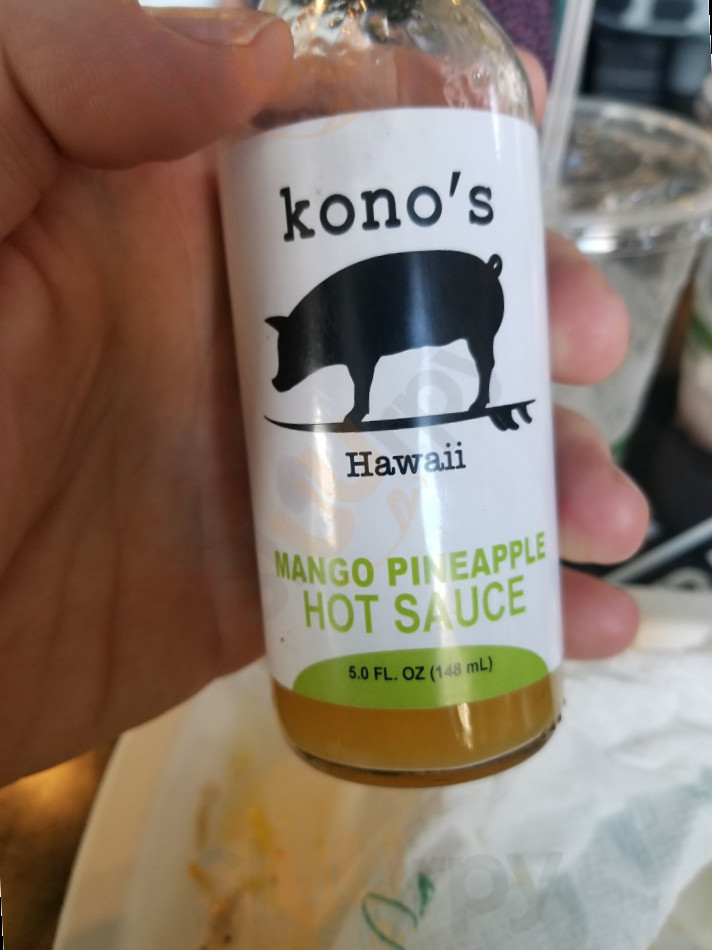 kono's
Hawaii
MANGO PINEAPPLE
HOT SAUCE
5.0 FL. OZ (148 mL)